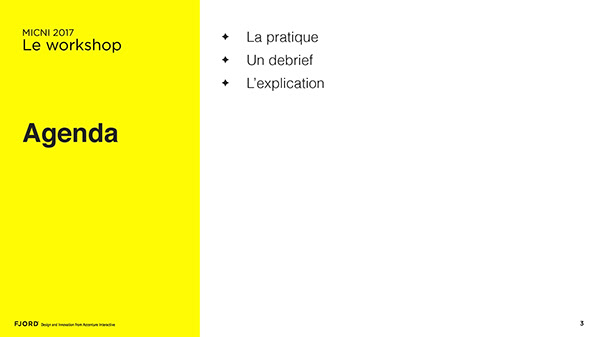 MICNI 2017
Le workshop
Agenda
✦ La pratique
✦ Un debrief
✦ L’explication
FJORD Design and Innovation from Accenture Interactive
3